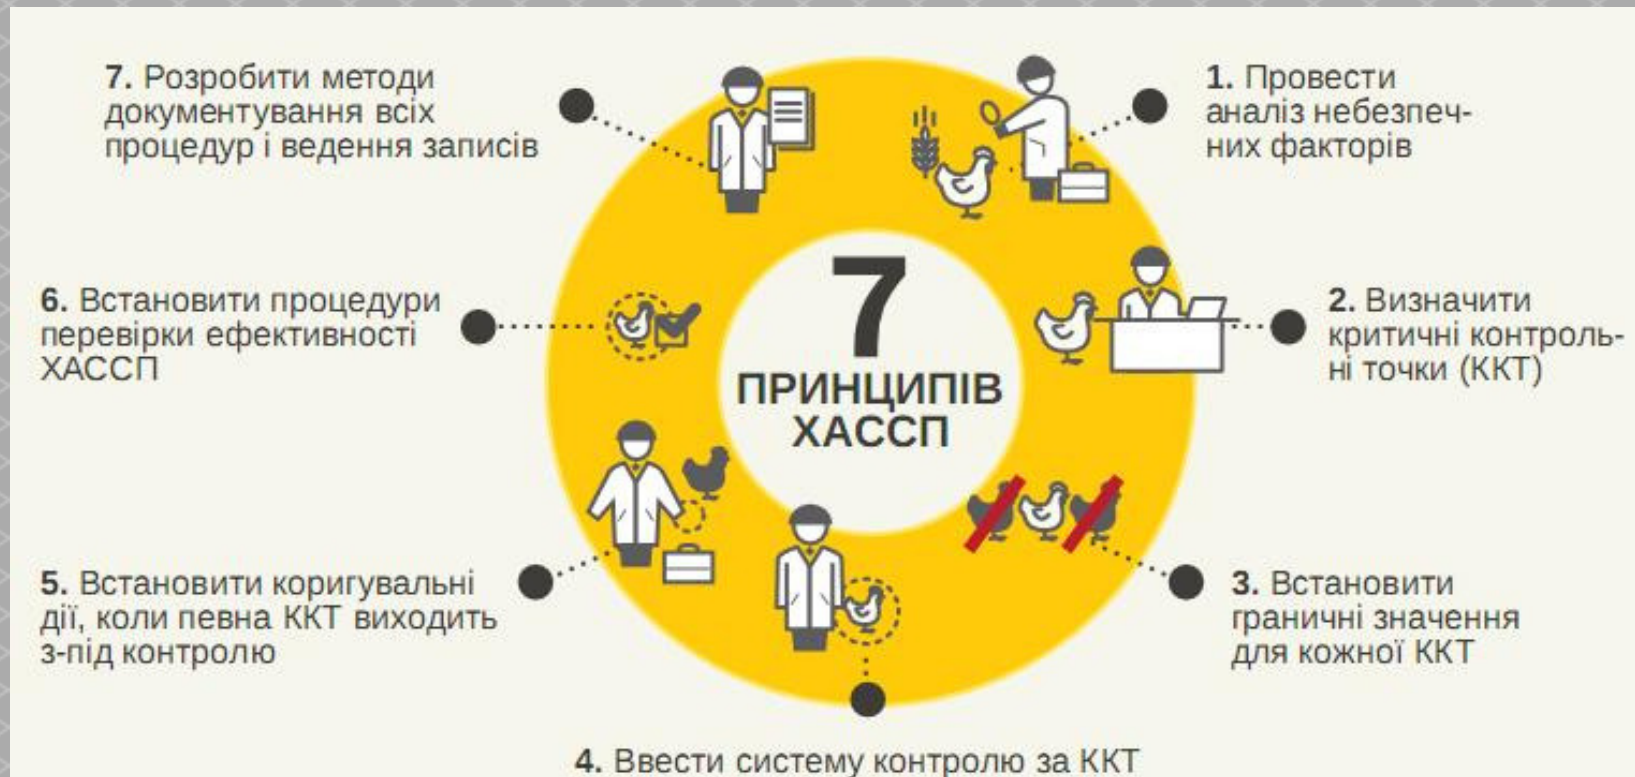 7
ПРИНЦИПІВ
ХАССП
1. Провести
аналіз небезпеч-
них факторів
2. Визначити
критичні контроль-
ні точки (ККТ)
3. Встановити
граничні значення
для кожної ККТ
4. Ввести систему контролю за ККТ
5. Встановити коригувальні
дії, коли певна ККТ виходить
з-під контролю
6. Встановити процедури
перевірки ефективності
ХАССП
7. Розробити методи
документування всіх
процедур і ведення записів